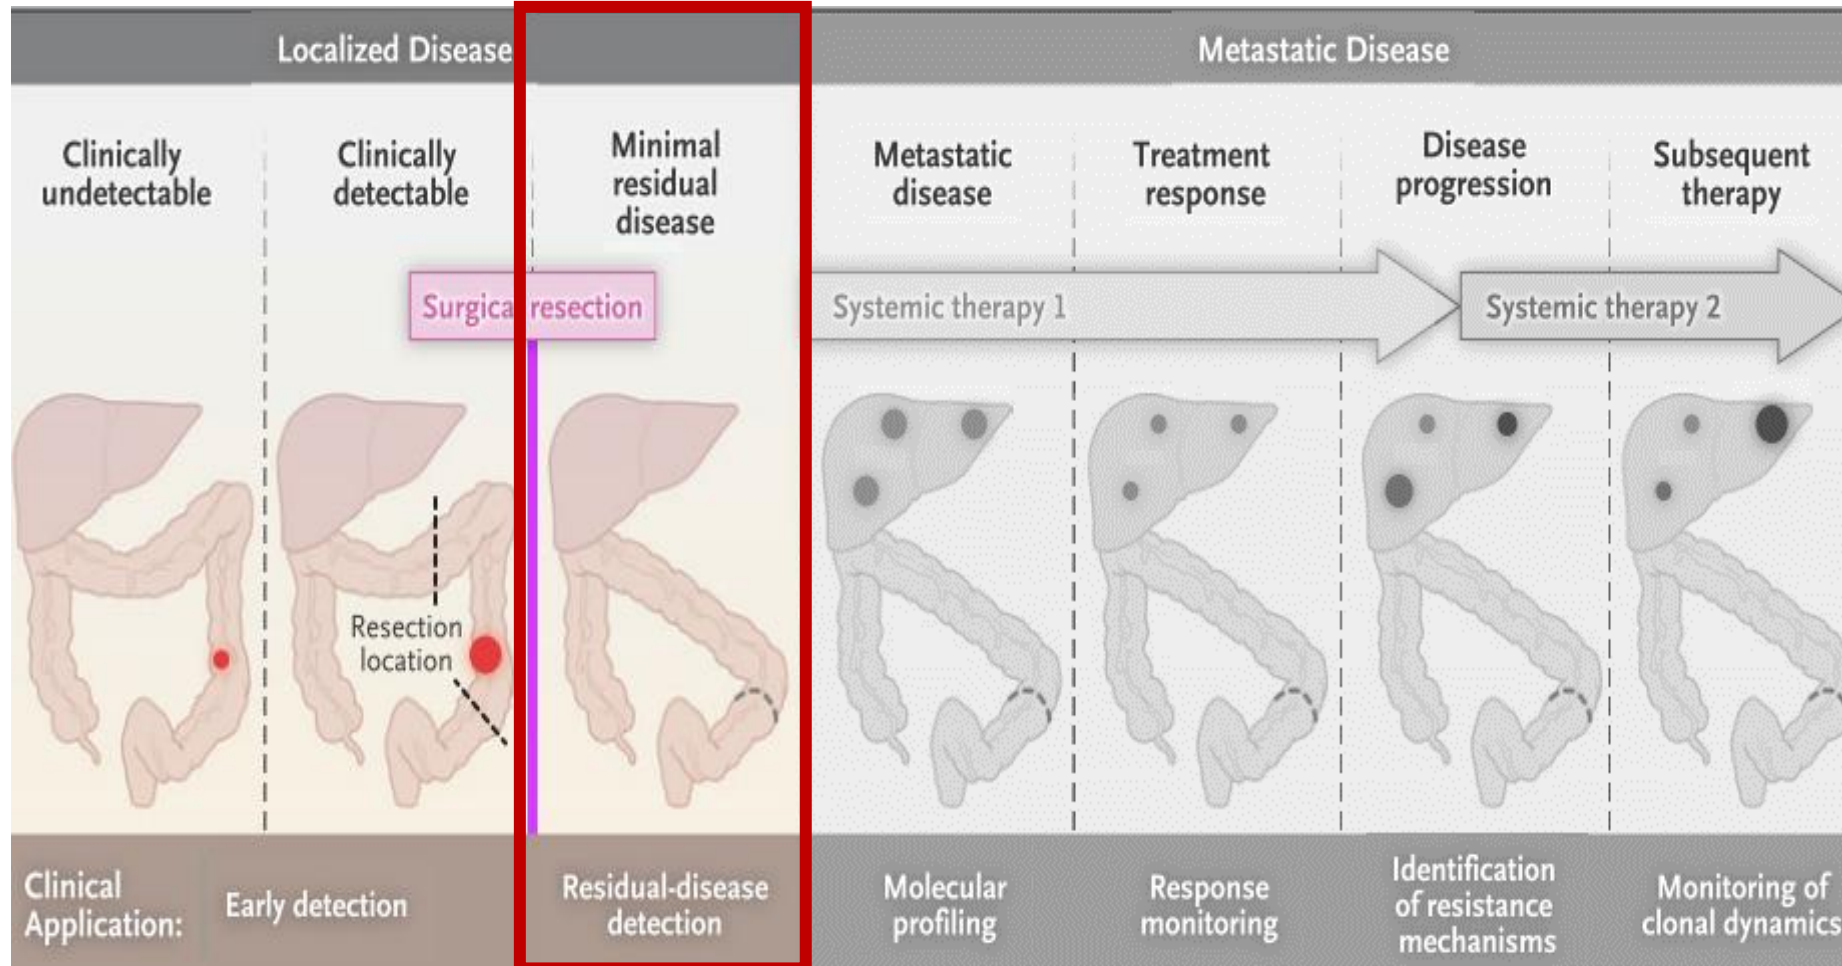 Localized Disease
Metastatic Disease
Clinically
undetectable
Clinically
detectable
Minimal
residual
disease
Metastatic
disease
Treatment
response
Disease
progression
Subsequent
therapy
Surgical resection
Systemic therapy 1
Systemic therapy 2
Resection
location
Clinical
Application:
Early detection
Residual-disease
detection
Molecular
profiling
Response
monitoring
Identification
of resistance
mechanisms
Monitoring of
clonal dynamics